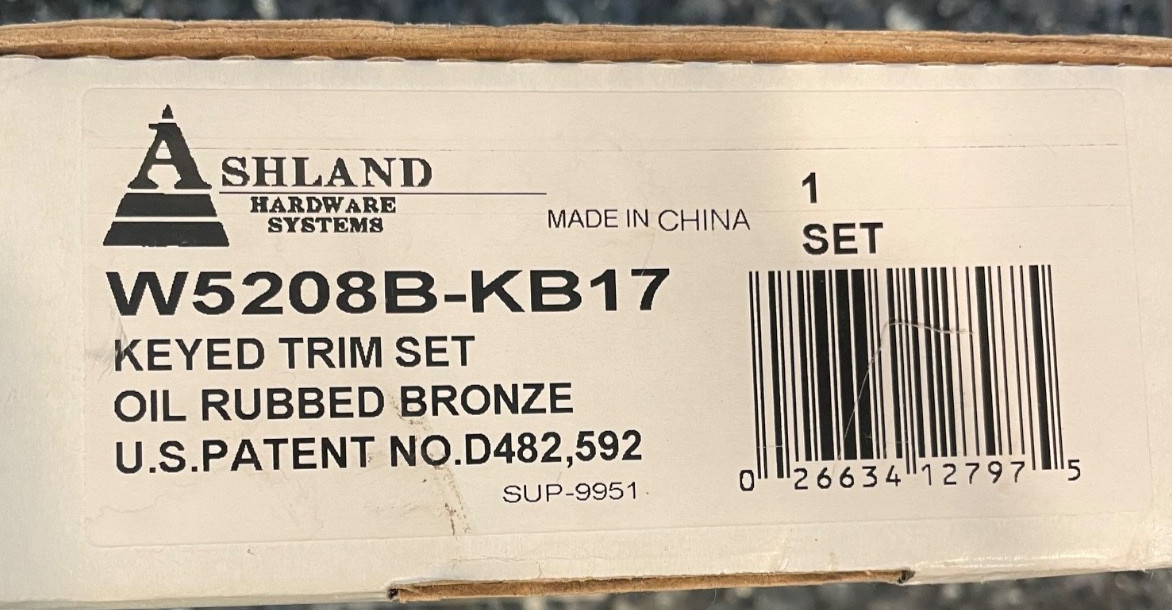 ASHLAND
HARDWARE
SYSTEMS
MADE IN CHINA
1
SET
W5208B-KB17
KEYED TRIM SET
OIL RUBBED BRONZE
U.S.PATENT NO.D482,592
SUP-9951
0 26634 12797 5